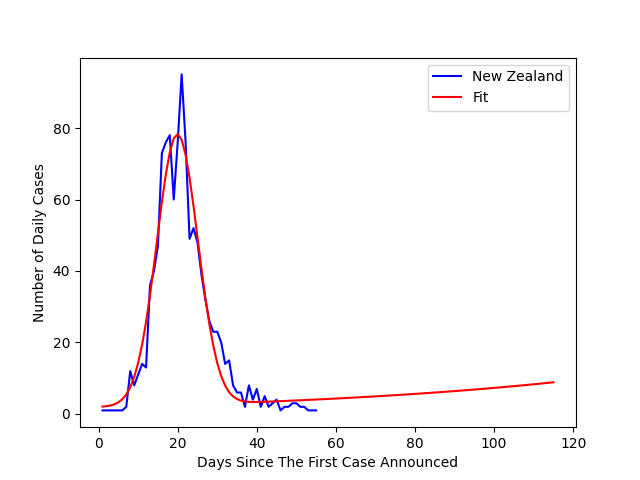 New Zealand
Fit
Number of Daily Cases
80
60
40
20
0
0 20 40 60 80 100 120
Days Since The First Case Announced